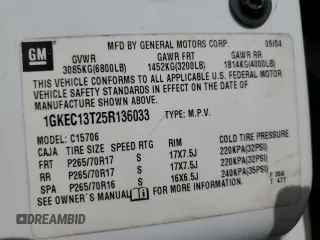 GM
MFD BY GENERAL MOTORS CORP. 09/04
GVWR GAWR FRT GAWR RR
3085KG(6800LB) 1452KG(3200LB) 1814KG(4000LB)
THIS VEHICLE CONFORMS TO ALL APPLICABLE U.S. FEDERAL MOTOR
VEHICLE SAFETY STANDARDS IN EFFECT ON THE DATE OF
MANUFACTURE SHOWN ABOVE.
1GKEC13T25R136033 TYPE: M.P.V.
MODEL: C15706
CAJA TIRE SIZE SPEED RTG RIM COLD TIRE PRESSURE
FRT P265/70R17 S 17X7.5J 220KPA(32PSI)
RR P265/70R17 S 17X7.5J 220KPA(32PSI)
SPA P265/70R16 S 16X6.5J 240KPA(35PSI)
SEE OWNER'S MANUAL FOR MORE INFORMATION. F 358
T 477
DREAMBID.COM